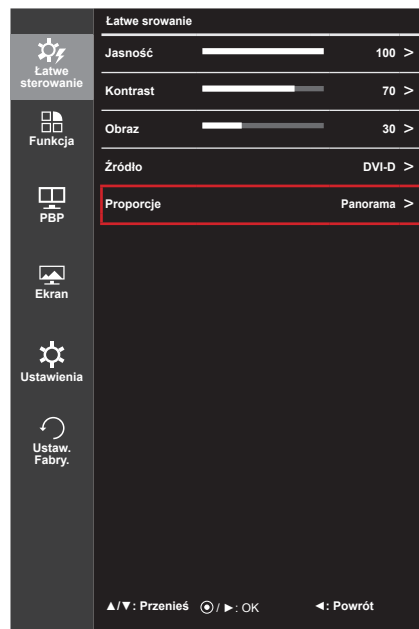 Łatwe srowanie
Łatwe
sterowanie
Funkcja
PBP
Ekran
Ustawienia
Ustaw.
Fabry.
Jasność 100 >
Kontrast 70 >
Obraz 30 >
Źródło DVI-D >
Proporcje Panorama >
▲/▼: Przenieś ⦿ / ►: OK ◄: Powrót